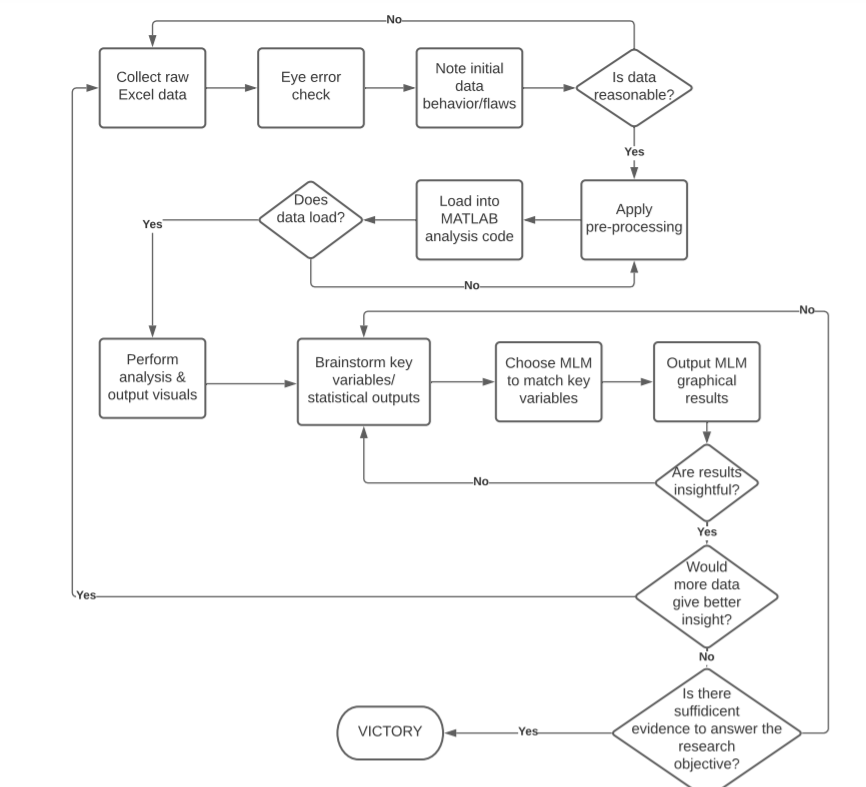 No
Collect raw
Excel data
Eye error
check
Note initial
data
behavior/flaws
Is data
reasonable?
Yes
Does
data load?
Load into
MATLAB
analysis code
Apply
pre-processing
Yes
No
No
Perform
analysis &
output visuals
Brainstorm key
variables/
statistical outputs
Choose MLM
to match key
variables
Output MLM
graphical
results
Are results
insightful?
No
Yes
Would
more data
give better
insight?
Yes
No
Is there
suffidicent
evidence to answer the
research
objective?
Yes
VICTORY